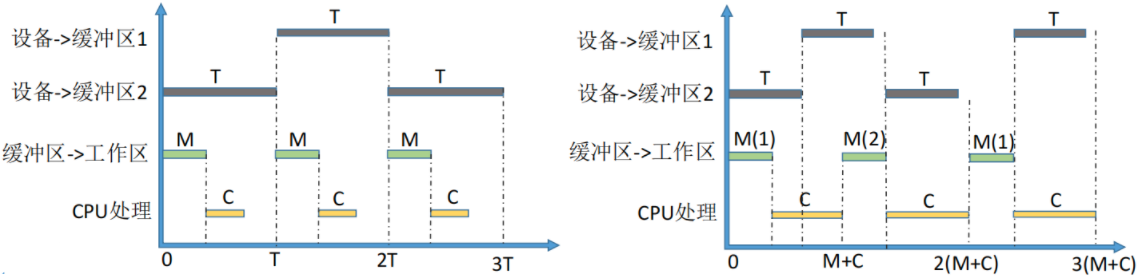 T
设备->缓冲区1
T
T
设备->缓冲区2
M
M
M
缓冲区->工作区
C
C
C
CPU处理
0
T
2T
3T
T
T
设备->缓冲区1
T
T
设备->缓冲区2
M(1)
M(2)
M(1)
缓冲区->工作区
C
C
C
CPU处理
0
M+C
2(M+C)
3(M+C)